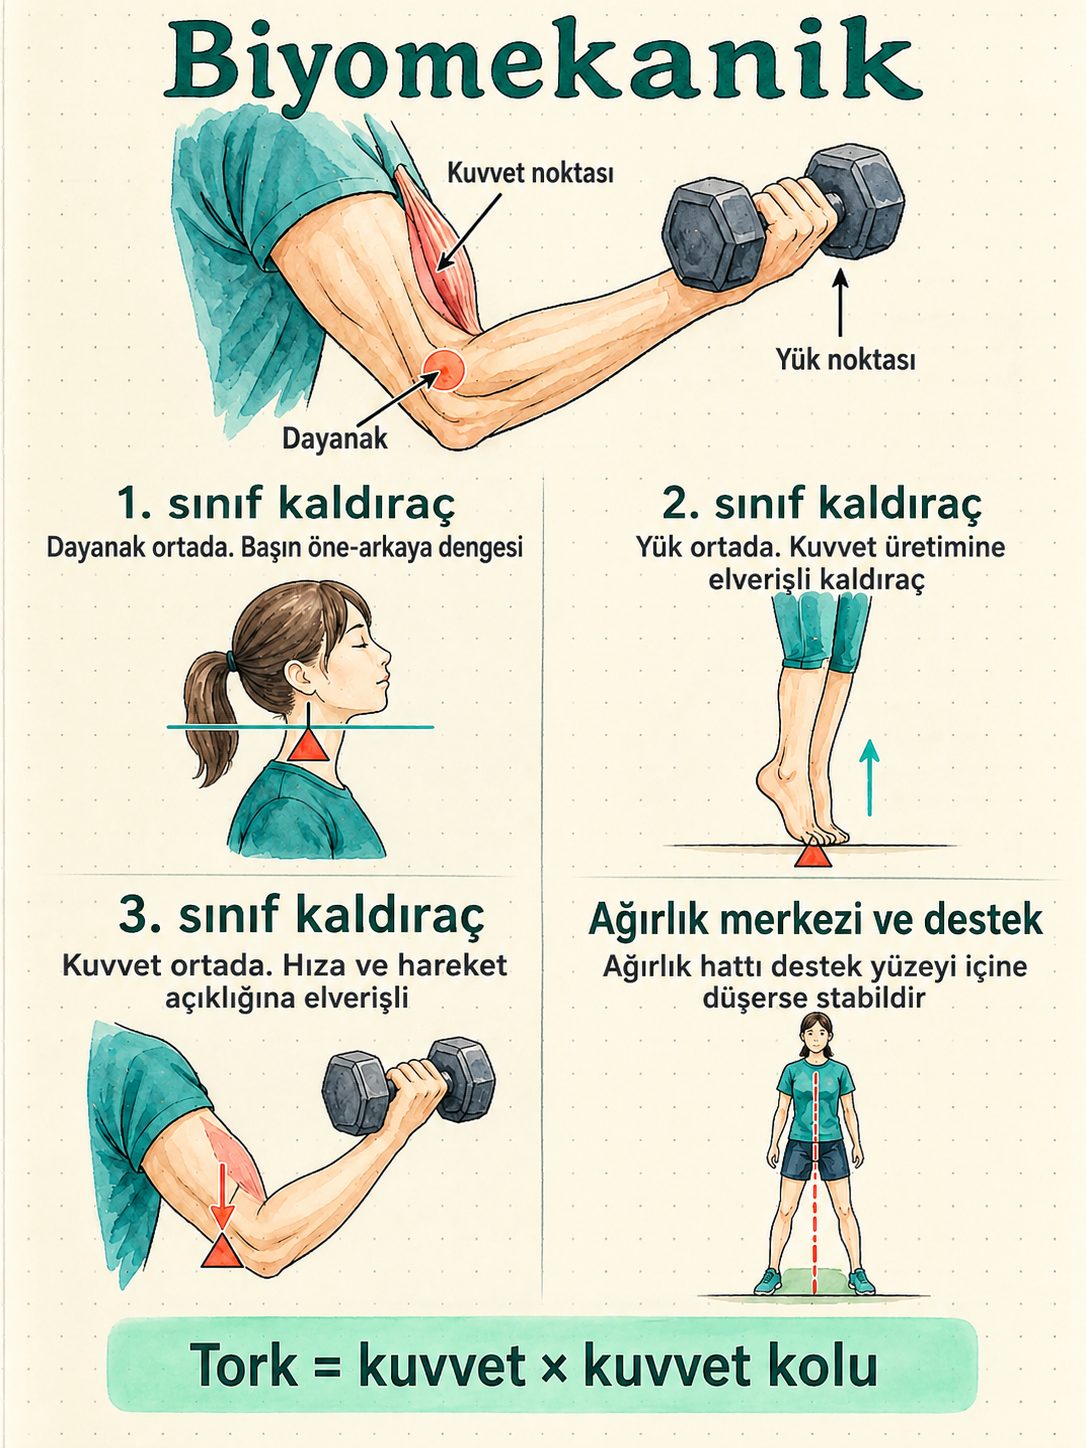 Biyomekanik
Kuvvet noktası
Yük noktası
Dayanak
1. sınıf kaldıraç
Dayanak ortada. Başın öne-arkaya dengesi
2. sınıf kaldıraç
Yük ortada. Kuvvet üretimine
elverişli kaldıraç
3. sınıf kaldıraç
Kuvvet ortada. Hıza ve hareket
açıklığına elverişli
Ağırlık merkezi ve destek
Ağırlık hattı destek yüzeyi içine
düşerse stabildir
Tork = kuvvet × kuvvet kolu